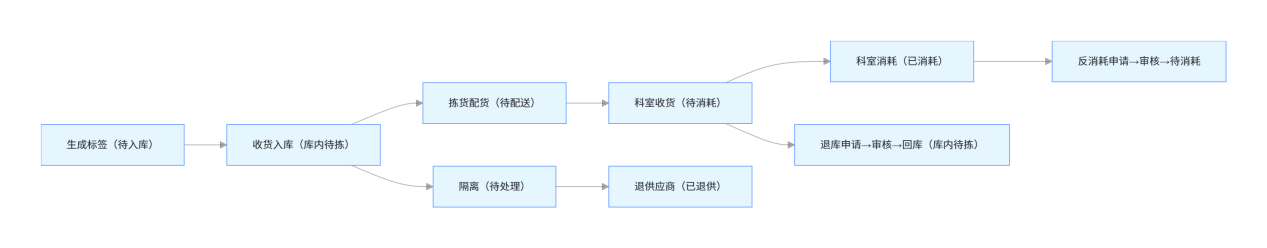 生成标签（待入库）
收货入库（库内待拣）
拣货配货（待配送）
隔离（待处理）
科室收货（待消耗）
退供应商（已退供）
科室消耗（已消耗）
退库申请→审核→回库（库内待拣）
反消耗申请→审核→待消耗